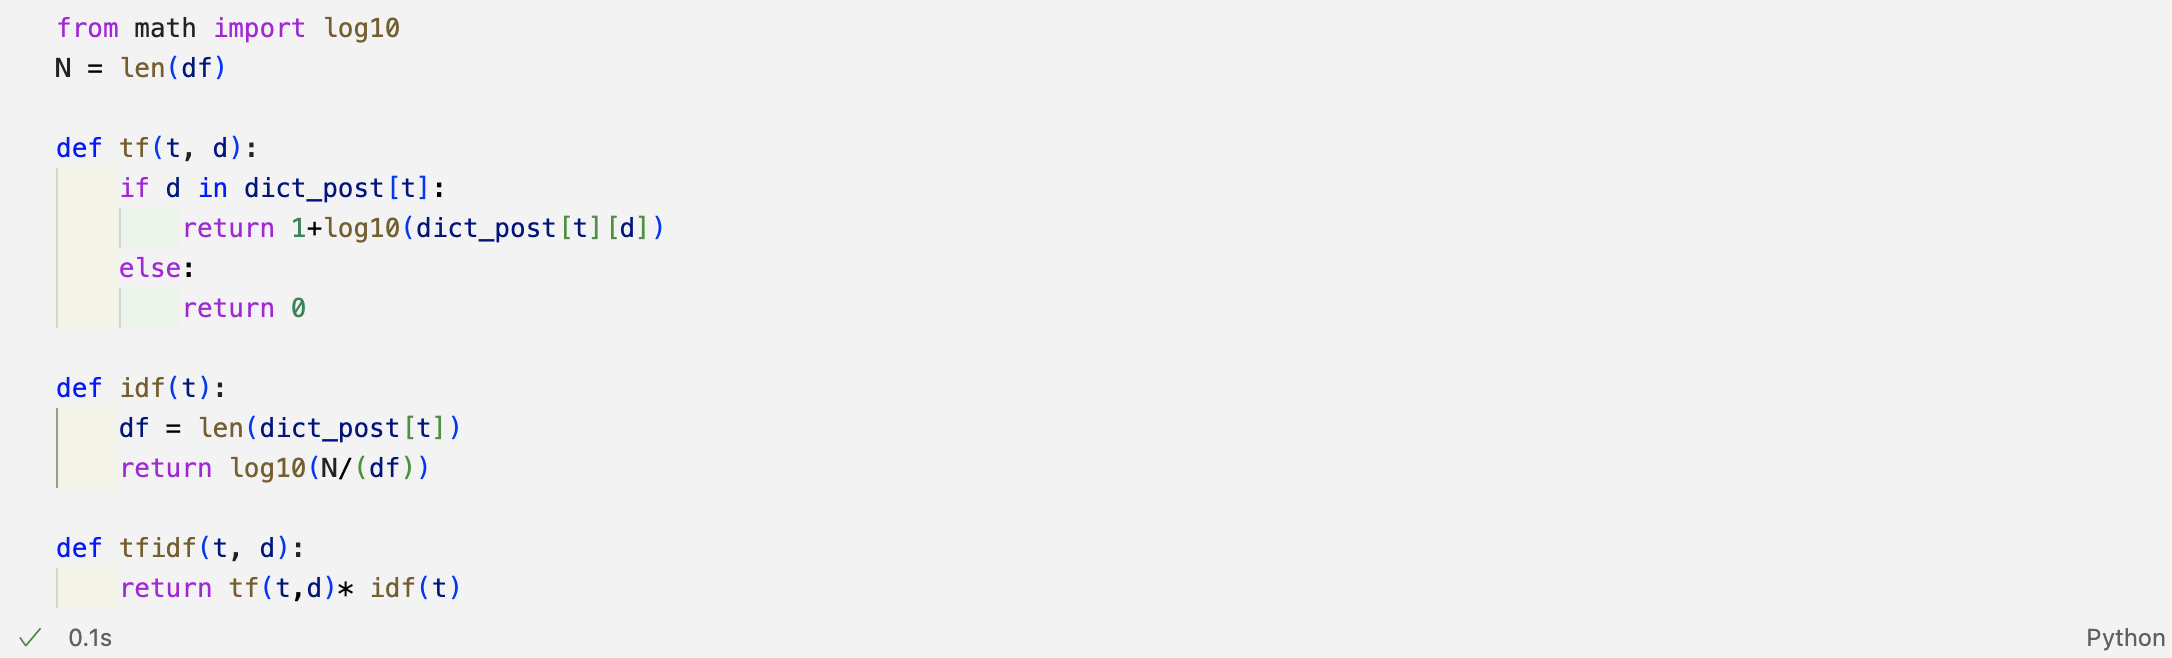 from math import log10
N = len(df)
def tf(t, d):
    if d in dict_post[t]:
        return 1+log10(dict_post[t][d])
    else:
        return 0
def idf(t):
    df = len(dict_post[t])
    return log10(N/(df))
def tfidf(t, d):
    return tf(t,d)* idf(t)
0.1s
Python